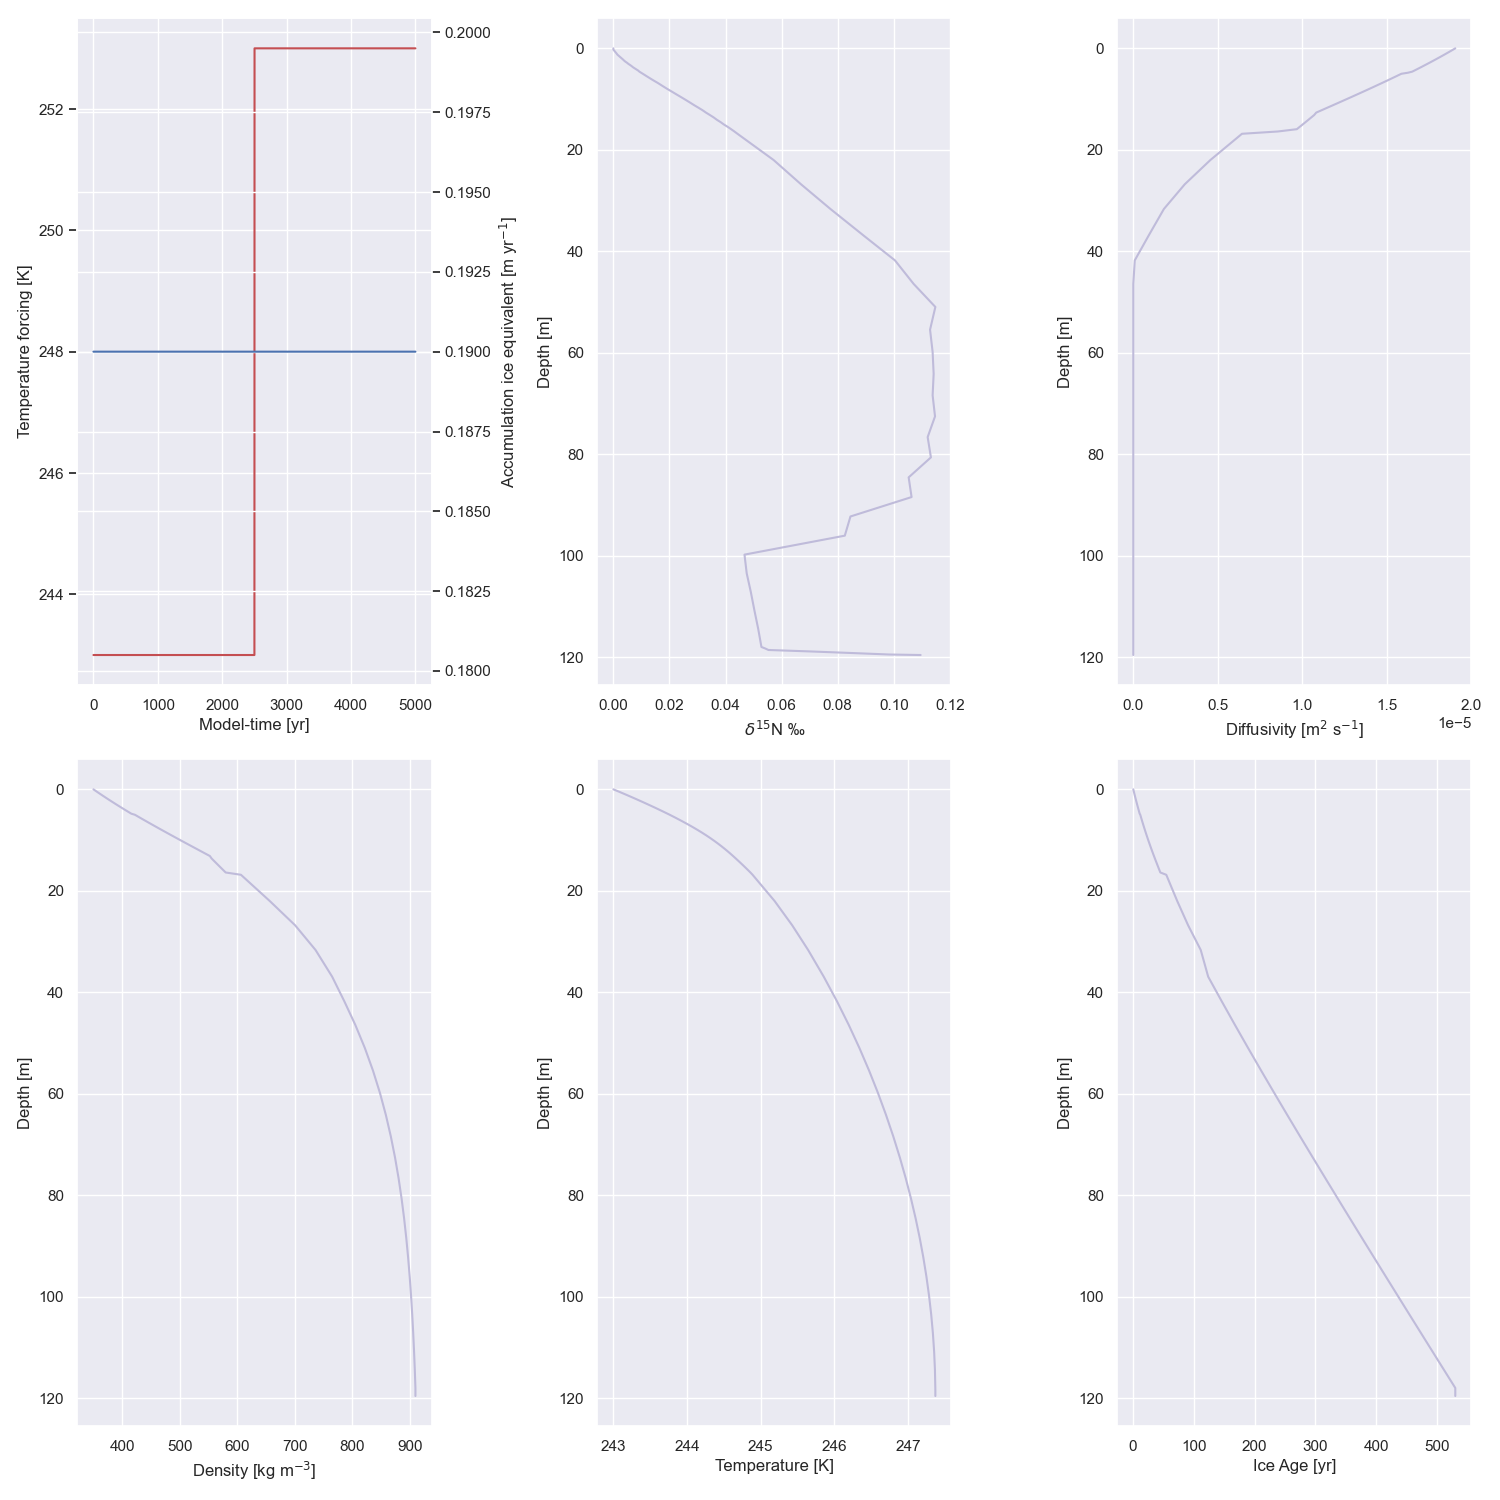 Temperature forcing [K]
252
250
248
246
244
0.2000
0.1975
0.1950
0.1925
0.1900
0.1875
0.1850
0.1825
0.1800
Accumulation ice equivalent [m yr⁻¹]
0 1000 2000 3000 4000 5000
Model-time [yr]
Depth [m]
0
20
40
60
80
100
120
0.00 0.02 0.04 0.06 0.08 0.10 0.12
δ¹⁵N ‰
Depth [m]
0
20
40
60
80
100
120
0.0 0.5 1.0 1.5 2.0
1e−5
Diffusivity [m² s⁻¹]
Depth [m]
0
20
40
60
80
100
120
400 500 600 700 800 900
Density [kg m⁻³]
Depth [m]
0
20
40
60
80
100
120
243 244 245 246 247
Temperature [K]
Depth [m]
0
20
40
60
80
100
120
0 100 200 300 400 500
Ice Age [yr]